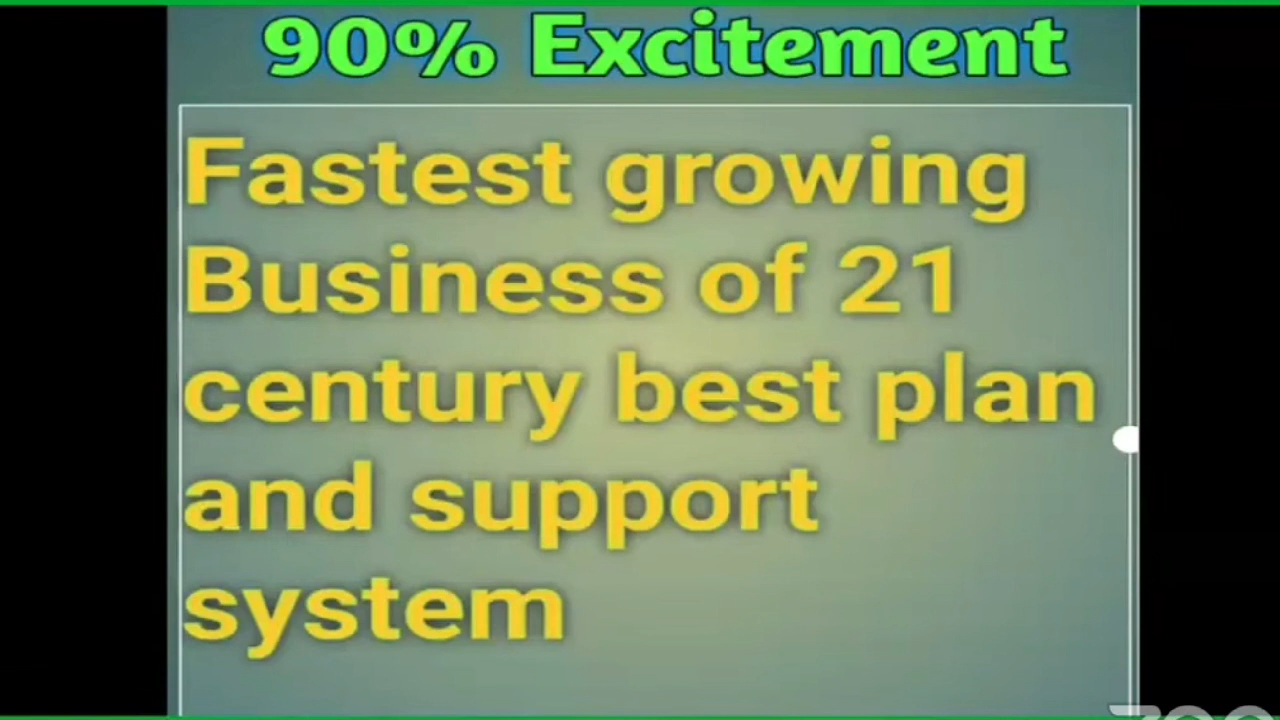 90% Excitement
Fastest growing
Business of 21
century best plan
and support
system